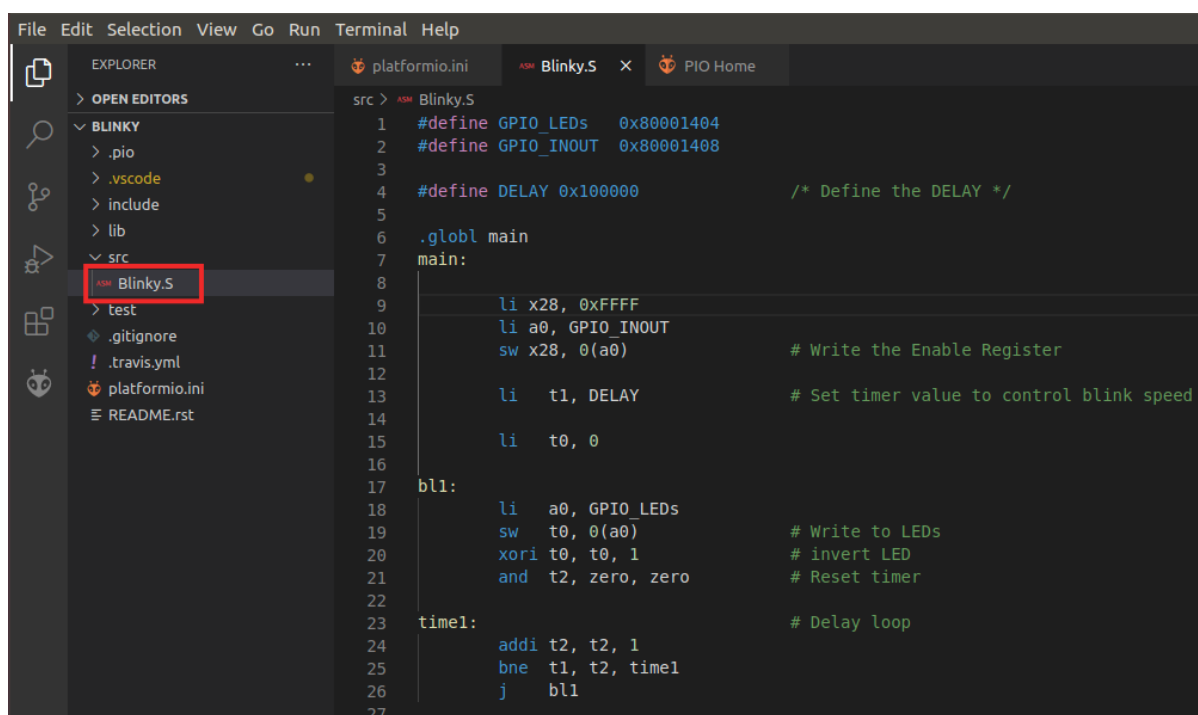 File Edit Selection View Go Run Terminal Help
EXPLORER ...
> OPEN EDITORS
BLINKY
> .pio
> .vscode
> include
> lib
src
ASM Blinky.S
> test
.gitignore
! .travis.yml
platformio.ini
README.rst
platformio.ini ASM Blinky.S × PIO Home
src > ASM Blinky.S
1 #define GPIO_LEDs 0x80001404
2 #define GPIO_INOUT 0x80001408
3
4 #define DELAY 0x100000 /* Define the DELAY */
5
6 .globl main
7 main:
8
9 li x28, 0xFFFF
10 li a0, GPIO_INOUT
11 sw x28, 0(a0) # Write the Enable Register
12
13 li t1, DELAY # Set timer value to control blink speed
14
15 li t0, 0
16
17 bl1:
18 li a0, GPIO_LEDs
19 sw t0, 0(a0) # Write to LEDs
20 xori t0, t0, 1 # invert LED
21 and t2, zero, zero # Reset timer
22
23 time1: # Delay loop
24 addi t2, t2, 1
25 bne t1, t2, time1
26 j bl1
27